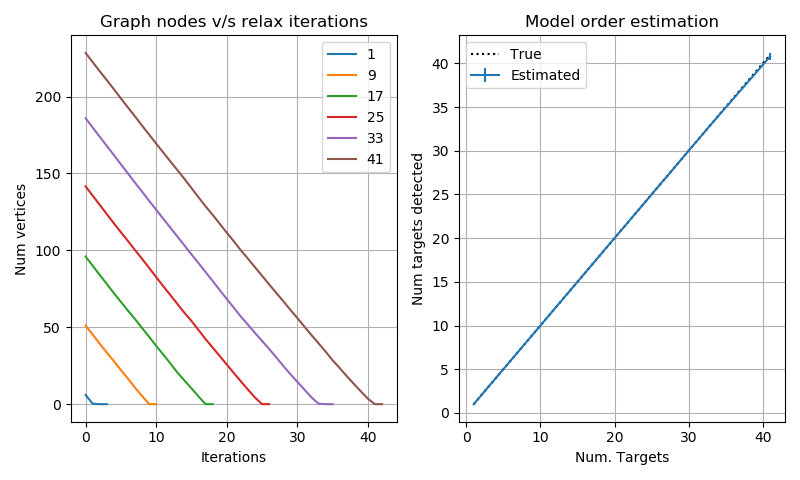 Graph nodes v/s relax iterations
Num vertices
200
150
100
50
0
0 10 20 30 40
Iterations
1
9
17
25
33
41
Model order estimation
Num targets detected
40
35
30
25
20
15
10
5
0
0 10 20 30 40
Num. Targets
True
Estimated